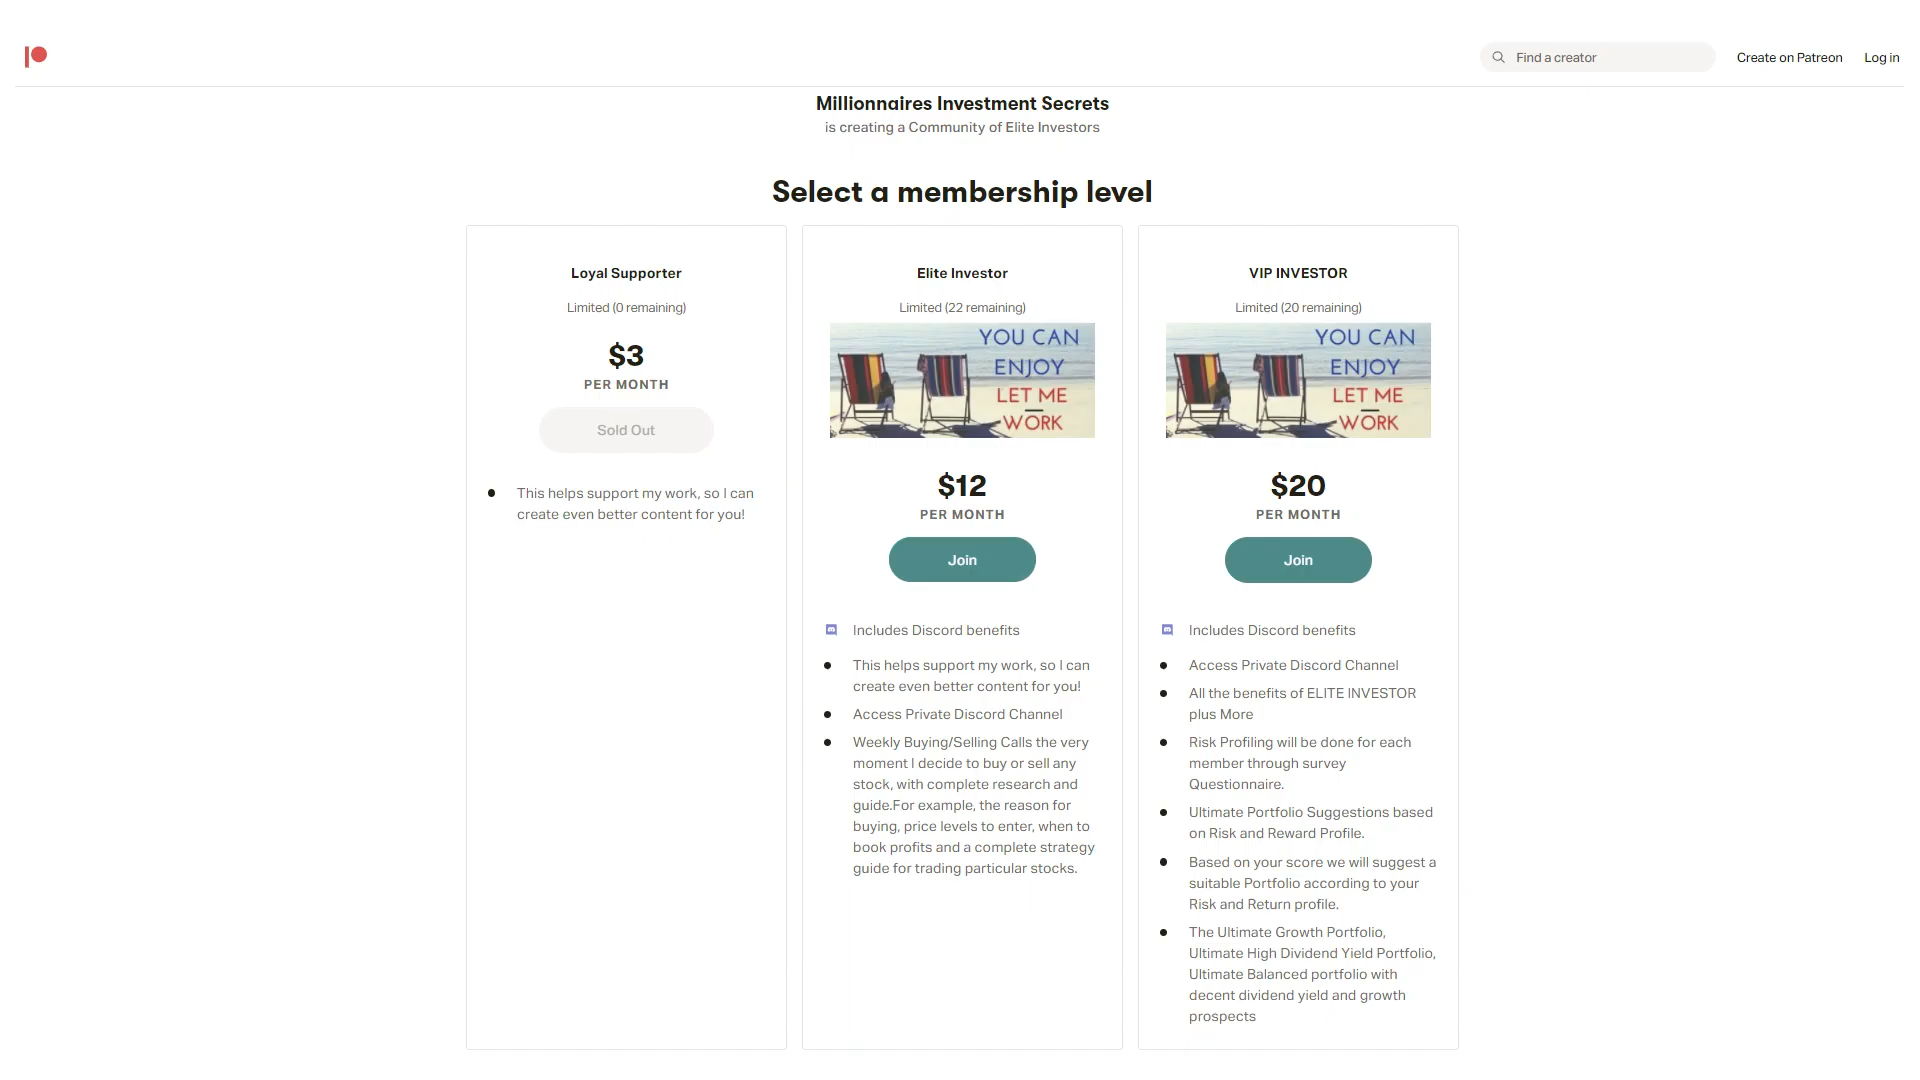 Find a creator
Create on Patreon
Log in
Millionnaires Investment Secrets
is creating a Community of Elite Investors
Select a membership level
Loyal Supporter
Limited (0 remaining)
$3
PER MONTH
Sold Out
This helps support my work, so I can
create even better content for you!
Elite Investor
Limited (22 remaining)
YOU CAN
ENJOY
LET ME
WORK
$12
PER MONTH
Join
Includes Discord benefits
This helps support my work, so I can
create even better content for you!
Access Private Discord Channel
Weekly Buying/Selling Calls the very
moment I decide to buy or sell any
stock, with complete research and
guide.For example, the reason for
buying, price levels to enter, when to
book profits and a complete strategy
guide for trading particular stocks.
VIP INVESTOR
Limited (20 remaining)
YOU CAN
ENJOY
LET ME
WORK
$20
PER MONTH
Join
Includes Discord benefits
Access Private Discord Channel
All the benefits of ELITE INVESTOR
plus More
Risk Profiling will be done for each
member through survey
Questionnaire.
Ultimate Portfolio Suggestions based
on Risk and Reward Profile.
Based on your score we will suggest a
suitable Portfolio according to your
Risk and Return profile.
The Ultimate Growth Portfolio,
Ultimate High Dividend Yield Portfolio,
Ultimate Balanced portfolio with
decent dividend yield and growth
prospects